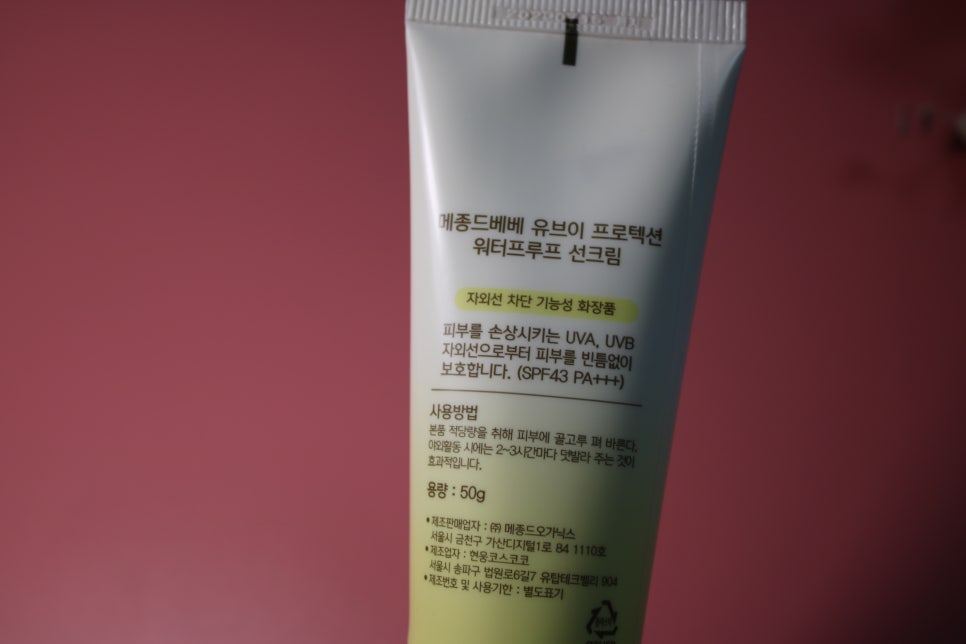 메종드베베 유브이 프로텍션
워터프루프 선크림
자외선 차단 기능성 화장품
피부를 손상시키는 UVA, UVB
자외선으로부터 피부를 빈틈없이
보호합니다. (SPF43 PA+++)
사용방법
본품 적당량을 취해 피부에 골고루 펴 바른다.
야외활동 시에는 2~3시간마다 덧발라 주는 것이
효과적입니다.
용량 : 50g
•제조판매업자 : ㈜ 메종드오가닉스
서울시 금천구 가산디지털1로 84 1110호
•제조업자 : 현웅코스코코
서울시 송파구 법원로6길7 유탑테크밸리 904
•제조번호 및 사용기한 : 별도표기